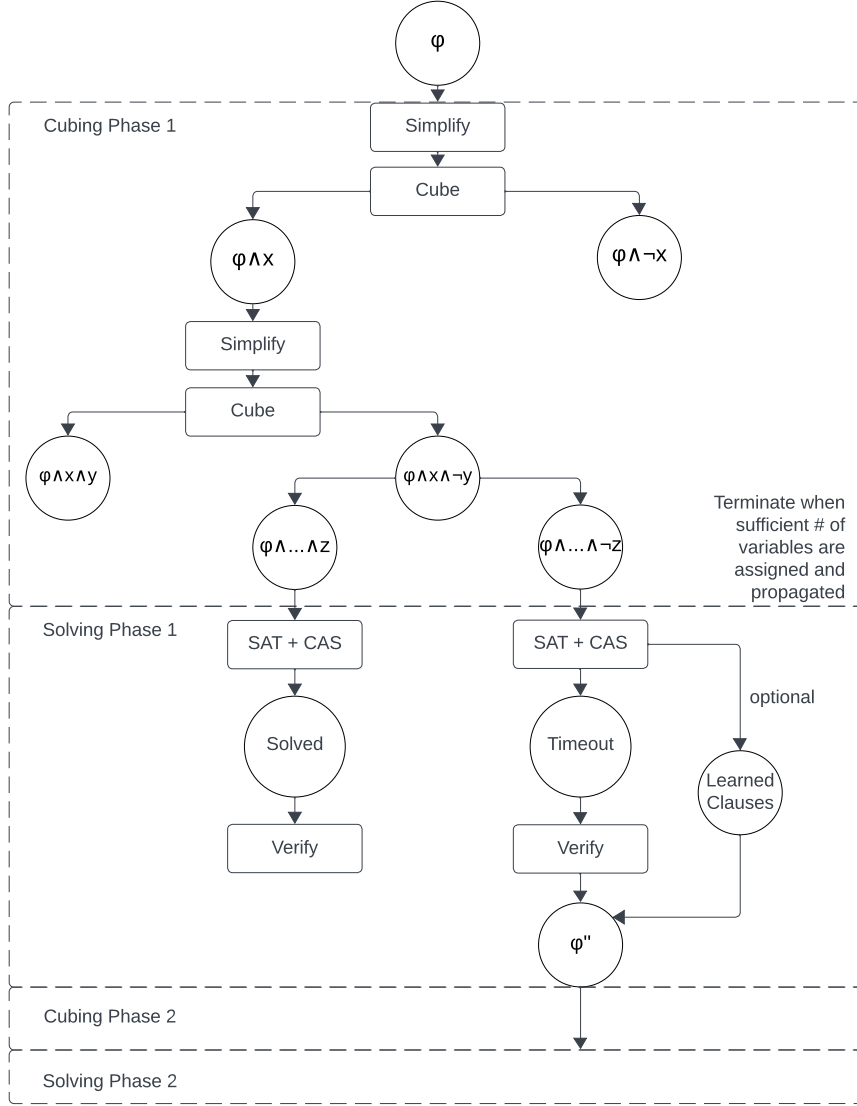 φ
Cubing Phase 1
Simplify
Cube
φ∧x
φ∧¬x
Simplify
Cube
φ∧x∧y
φ∧x∧¬y
φ∧...∧z
φ∧...∧¬z
Terminate when
sufficient # of
variables are
assigned and
propagated
Solving Phase 1
SAT + CAS
SAT + CAS
optional
Solved
Timeout
Learned
Clauses
Verify
Verify
φ"
Cubing Phase 2
Solving Phase 2